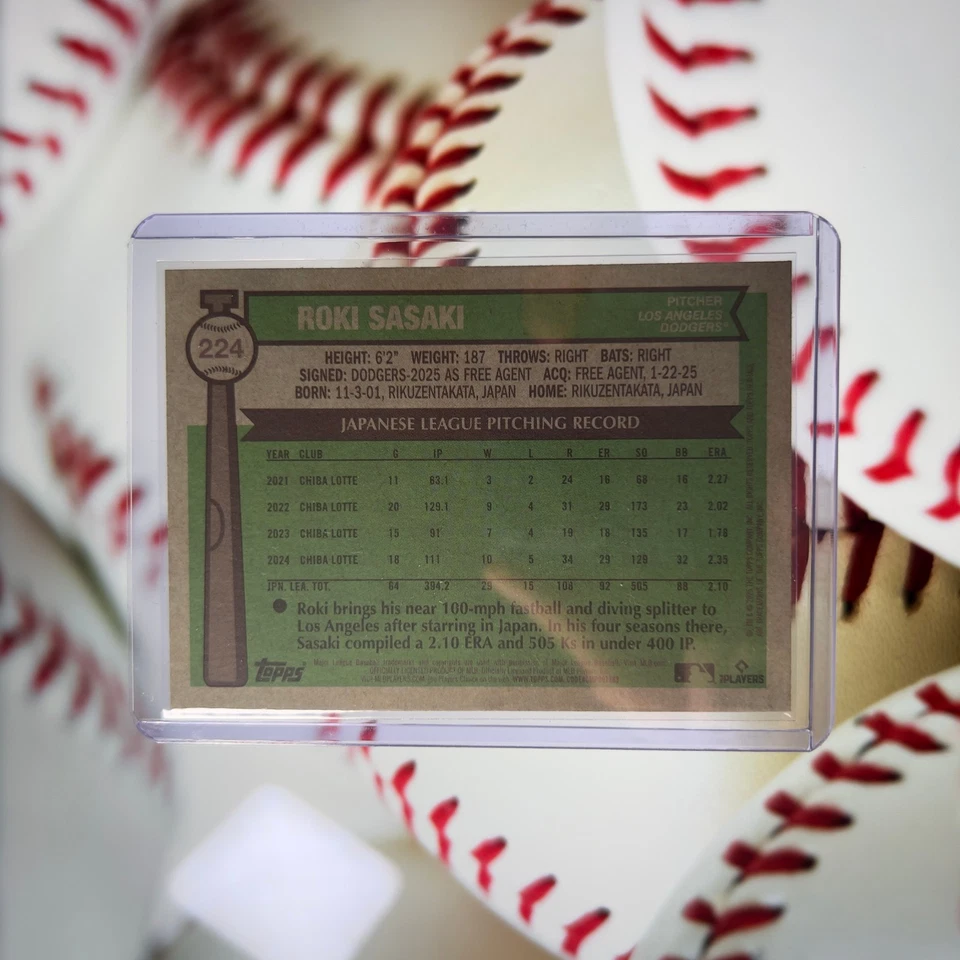 ROKI SASAKI
PITCHER
LOS ANGELES
DODGERS
224
HEIGHT: 6'2" WEIGHT: 187 THROWS: RIGHT BATS: RIGHT
SIGNED: DODGERS-2025 AS FREE AGENT ACQ: FREE AGENT, 1-22-25
BORN: 11-3-01, RIKUZENTAKATA, JAPAN HOME: RIKUZENTAKATA, JAPAN
JAPANESE LEAGUE PITCHING RECORD
YEAR CLUB G IP W L R ER SO BB ERA
2021 CHIBA LOTTE 11 63.1 3 2 24 16 68 16 2.27
2022 CHIBA LOTTE 20 129.1 9 4 31 29 173 23 2.02
2023 CHIBA LOTTE 15 91 7 4 19 18 135 17 1.78
2024 CHIBA LOTTE 18 111 10 5 34 29 129 32 2.35
JPN. LEA. TOT. 64 394.2 29 15 108 92 505 88 2.10
Roki brings his near 100-mph fastball and diving splitter to
Los Angeles after starring in Japan. In his four seasons there,
Sasaki compiled a 2.10 ERA and 505 Ks in under 400 IP.
topps
PLAYERS